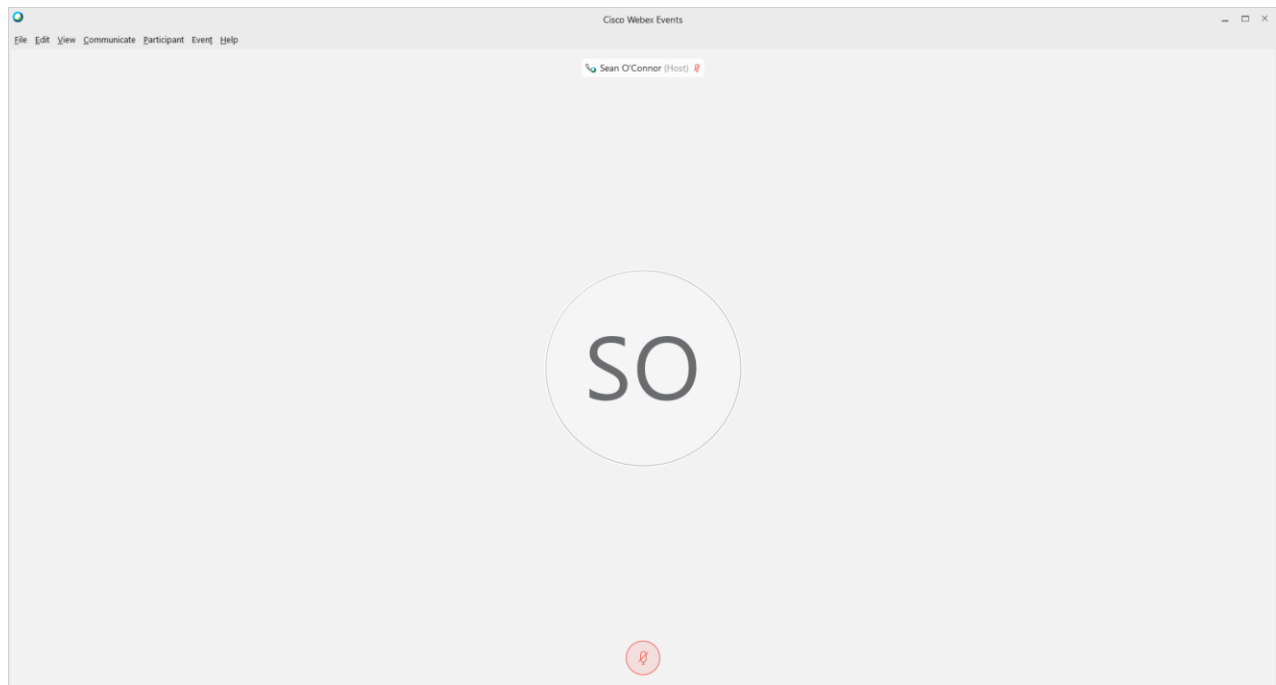 Cisco Webex Events
File Edit View Communicate Participant Event Help
Sean O'Connor (Host)
SO